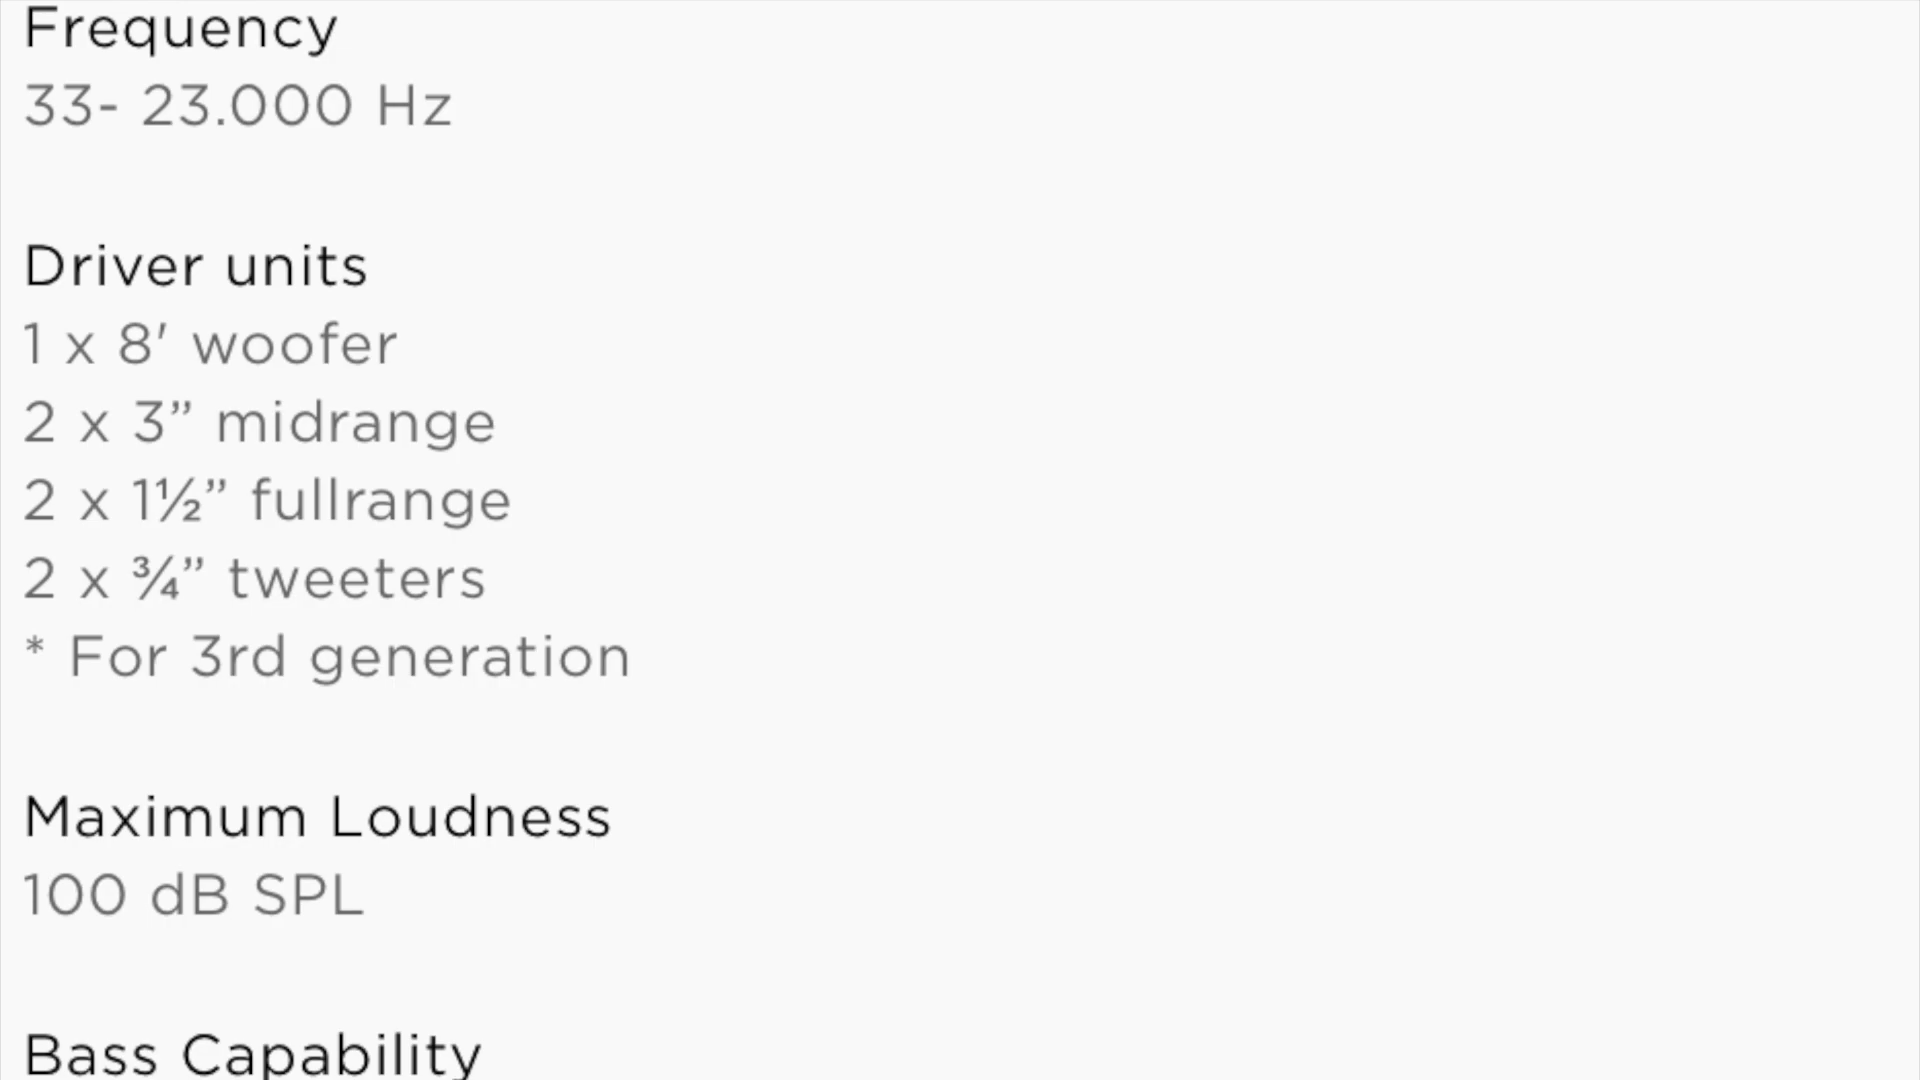 Frequency
33- 23.000 Hz
Driver units
1 x 8' woofer
2 x 3” midrange
2 x 1½” fullrange
2 x ¾” tweeters
* For 3rd generation
Maximum Loudness
100 dB SPL
Bass Capability